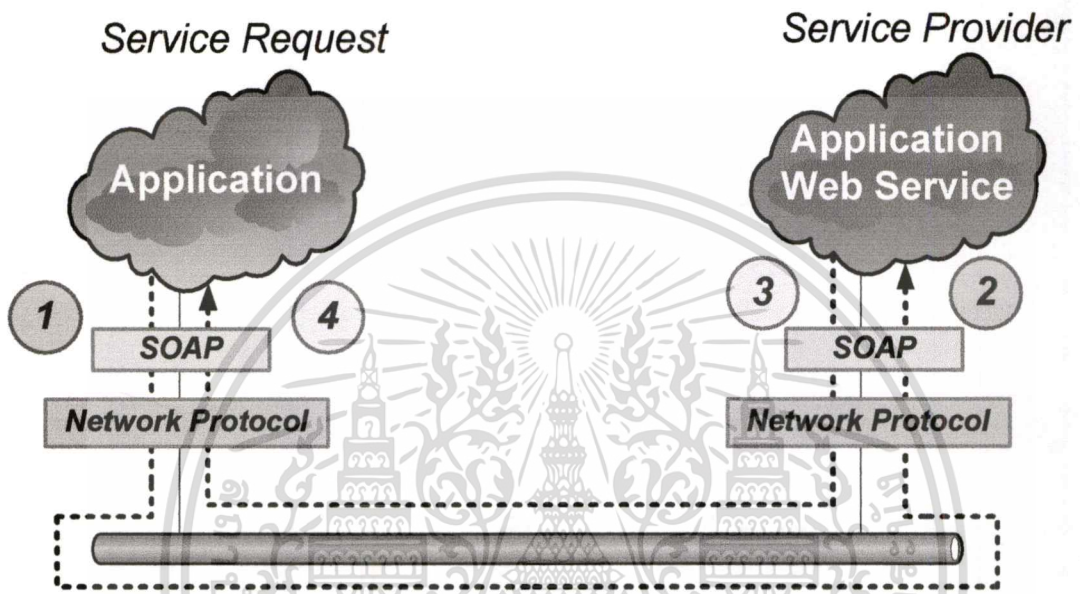 Service Request
Service Provider
Application
Application
Web Service
1
4
3
2
SOAP
SOAP
Network Protocol
Network Protocol